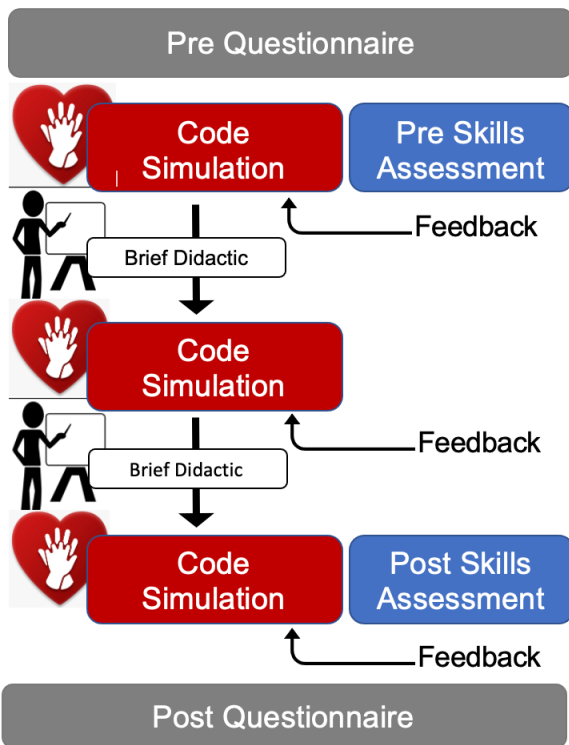 Pre Questionnaire
Code
Simulation
Pre Skills
Assessment
Feedback
Brief Didactic
Code
Simulation
Feedback
Brief Didactic
Code
Simulation
Post Skills
Assessment
Feedback
Post Questionnaire